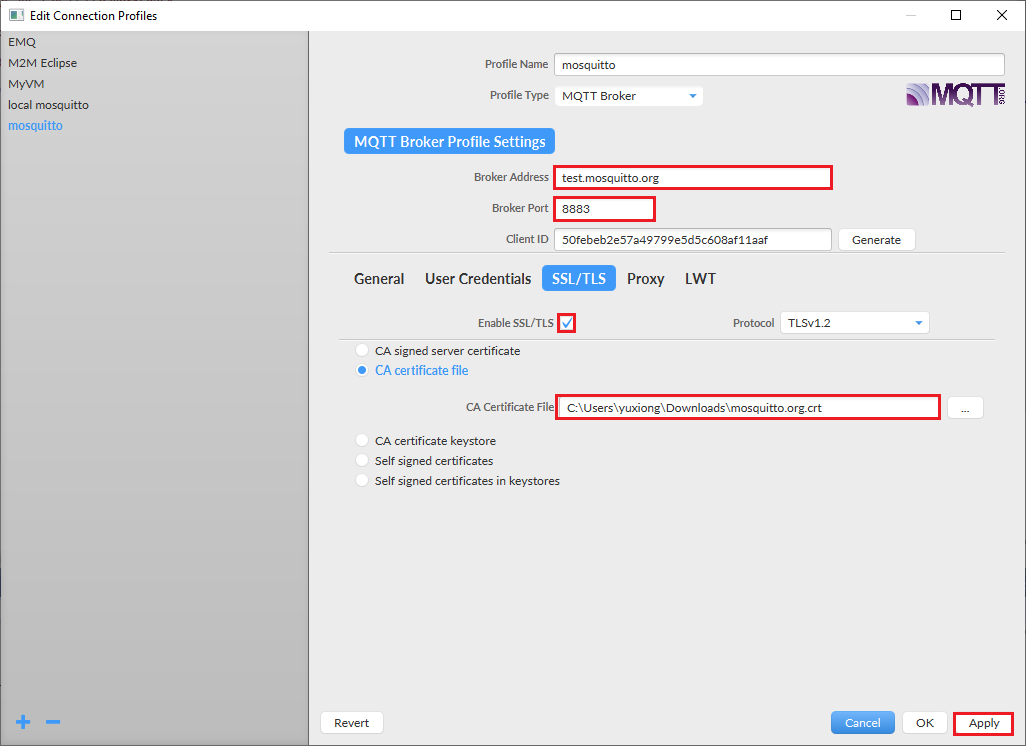 Edit Connection Profiles
EMQ
M2M Eclipse
MyVM
local mosquitto
mosquitto
Profile Name mosquitto
Profile Type MQTT Broker
MQTT.ORG
MQTT Broker Profile Settings
Broker Address test.mosquitto.org
Broker Port 8883
Client ID 50febeb2e57a49799e5d5c608af11aaf Generate
General User Credentials SSL/TLS Proxy LWT
Enable SSL/TLS Protocol TLSv1.2
CA signed server certificate
CA certificate file
CA Certificate File C:\Users\yuxiong\Downloads\mosquitto.org.crt ...
CA certificate keystore
Self signed certificates
Self signed certificates in keystores
Revert Cancel OK Apply